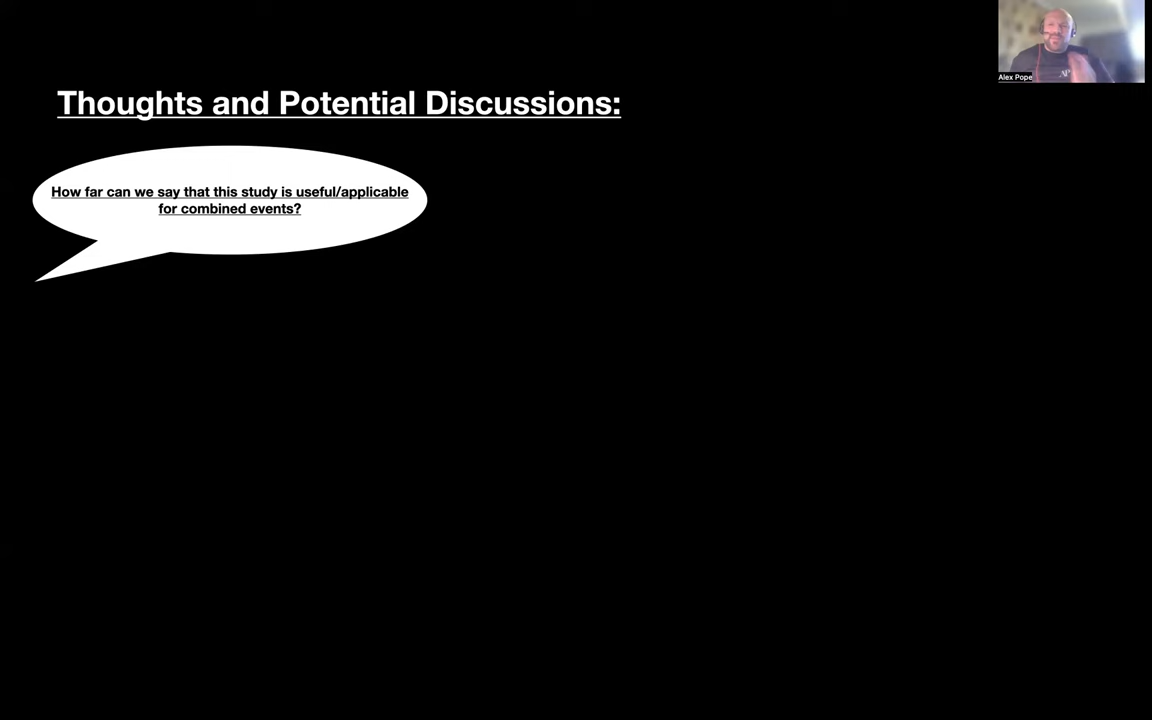 Alex Pope
Thoughts and Potential Discussions:
How far can we say that this study is useful/applicable
for combined events?